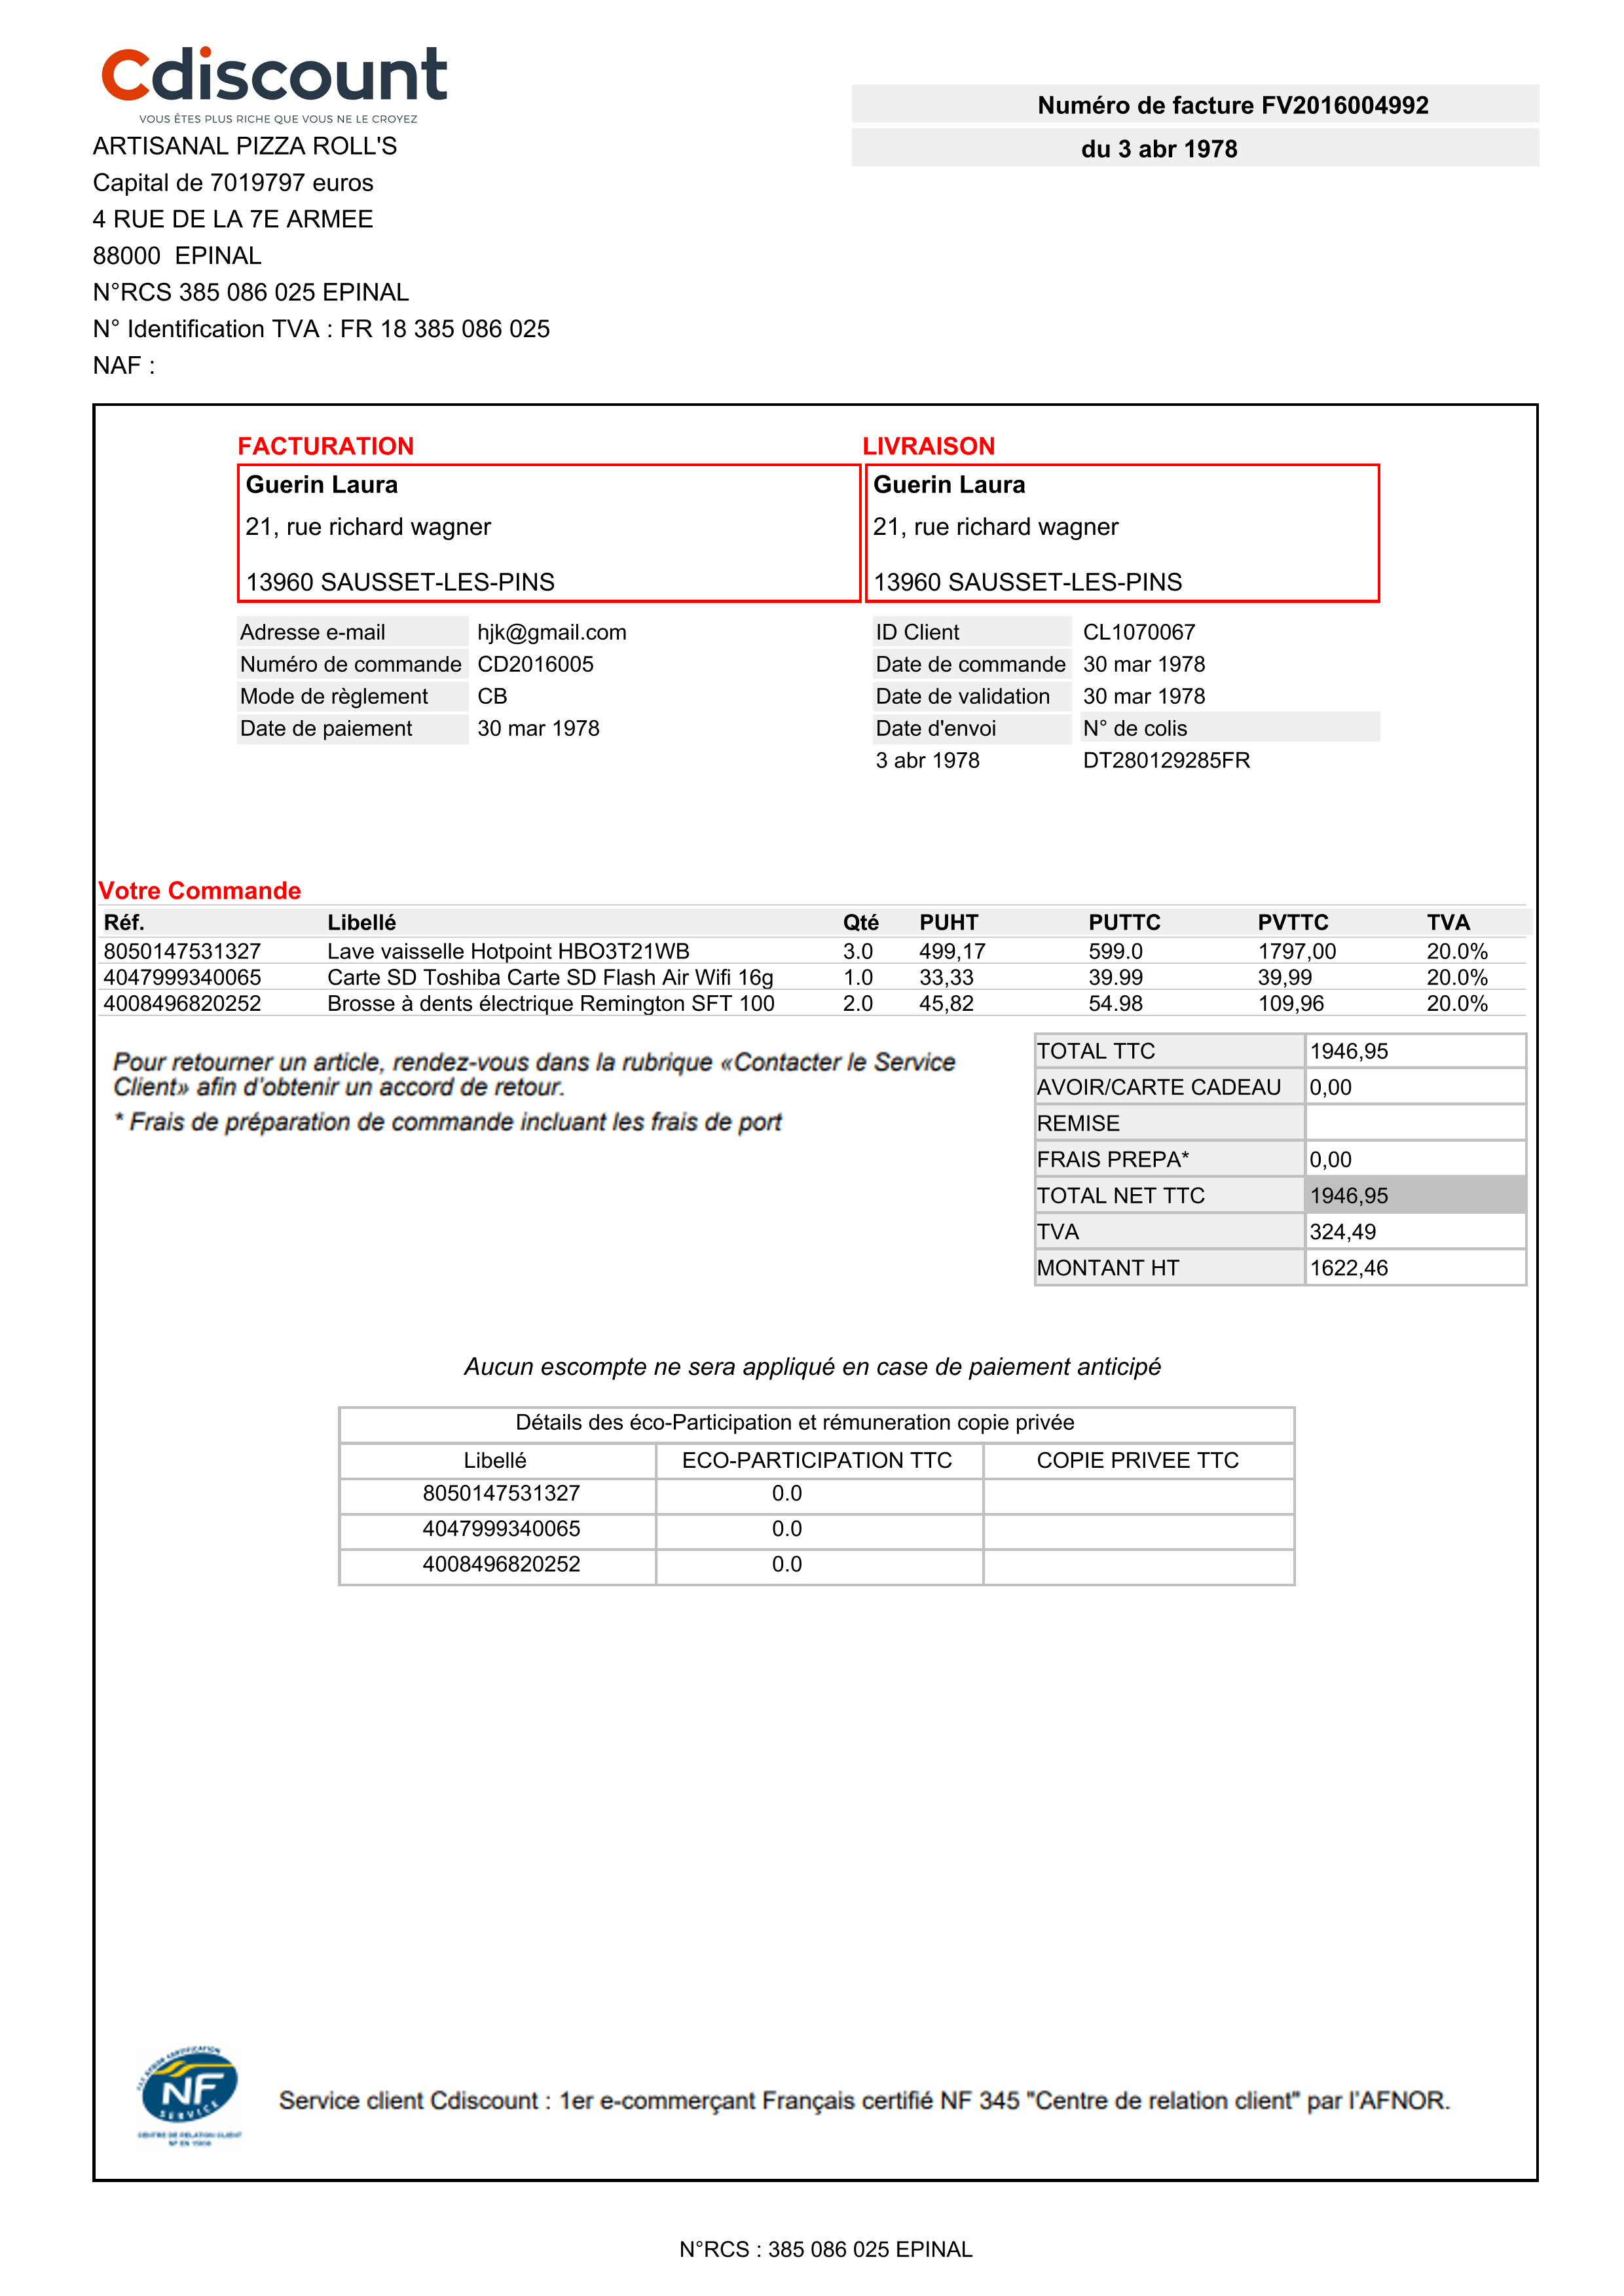 Cdiscount
VOUS ÊTES PLUS RICHE QUE VOUS NE LE CROYEZ
Numéro de facture FV2016004992
du 3 abr 1978
ARTISANAL PIZZA ROLL'S
Capital de 7019797 euros
4 RUE DE LA 7E ARMEE
88000 EPINAL
N°RCS 385 086 025 EPINAL
N° Identification TVA : FR 18 385 086 025
NAF :
FACTURATION LIVRAISON
Guerin Laura Guerin Laura
21, rue richard wagner 21, rue richard wagner
13960 SAUSSET-LES-PINS 13960 SAUSSET-LES-PINS
Adresse e-mail hjk@gmail.com ID Client CL1070067
Numéro de commande CD2016005 Date de commande 30 mar 1978
Mode de règlement CB Date de validation 30 mar 1978
Date de paiement 30 mar 1978 Date d'envoi N° de colis
3 abr 1978 DT280129285FR
Votre Commande
Réf. Libellé Qté PUHT PUTTC PVTTC TVA
8050147531327 Lave vaisselle Hotpoint HBO3T21WB 3.0 499,17 599.0 1797,00 20.0%
4047999340065 Carte SD Toshiba Carte SD Flash Air Wifi 16g 1.0 33,33 39.99 39,99 20.0%
4008496820252 Brosse à dents électrique Remington SFT 100 2.0 45,82 54.98 109,96 20.0%
Pour retourner un article, rendez-vous dans la rubrique «Contacter le Service
Client» afin d'obtenir un accord de retour.
* Frais de préparation de commande incluant les frais de port
TOTAL TTC 1946,95
AVOIR/CARTE CADEAU 0,00
REMISE
FRAIS PREPA* 0,00
TOTAL NET TTC 1946,95
TVA 324,49
MONTANT HT 1622,46
Aucun escompte ne sera appliqué en case de paiement anticipé
Détails des éco-Participation et rémuneration copie privée
Libellé ECO-PARTICIPATION TTC COPIE PRIVEE TTC
8050147531327 0.0
4047999340065 0.0
4008496820252 0.0
NF
SERVICE
CENTRE DE RELATION CLIENT
Service client Cdiscount : 1er e-commerçant Français certifié NF 345 "Centre de relation client" par l'AFNOR.
N°RCS : 385 086 025 EPINAL